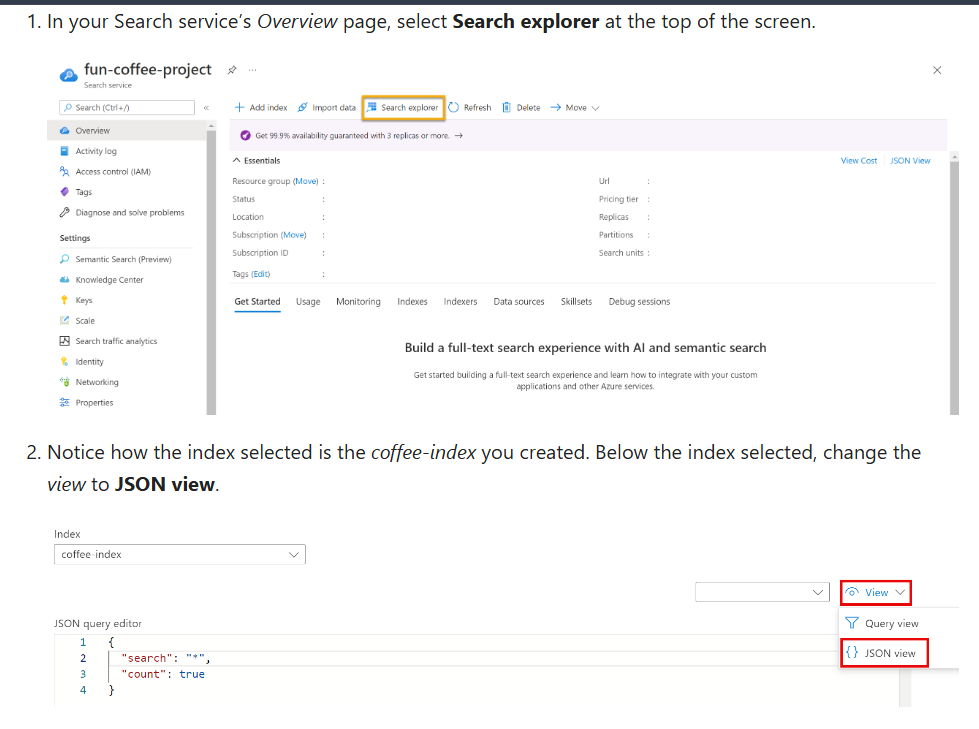 1. In your Search service's Overview page, select Search explorer at the top of the screen.
fun-coffee-project
Search service
Search (Ctrl+/)
«
Add index
Import data
Search explorer
Refresh
Delete
Move
Overview
Activity log
Access control (IAM)
Tags
Diagnose and solve problems
Settings
Semantic Search (Preview)
Knowledge Center
Keys
Scale
Search traffic analytics
Identity
Networking
Properties
Get 99.9% availability guaranteed with 3 replicas or more. →
Essentials
View Cost
JSON View
Resource group (Move) :
Status :
Location :
Subscription (Move) :
Subscription ID :
Tags (Edit) :
Url :
Pricing tier :
Replicas :
Partitions :
Search units :
Get Started
Usage
Monitoring
Indexes
Indexers
Data sources
Skillsets
Debug sessions
Build a full-text search experience with AI and semantic search
Get started building a full-text search experience and learn how to integrate with your custom
applications and other Azure services.
2. Notice how the index selected is the coffee-index you created. Below the index selected, change the
view to JSON view.
Index
coffee-index
View
Query view
{} JSON view
JSON query editor
1 {
2 "search": "*",
3 "count": true
4 }